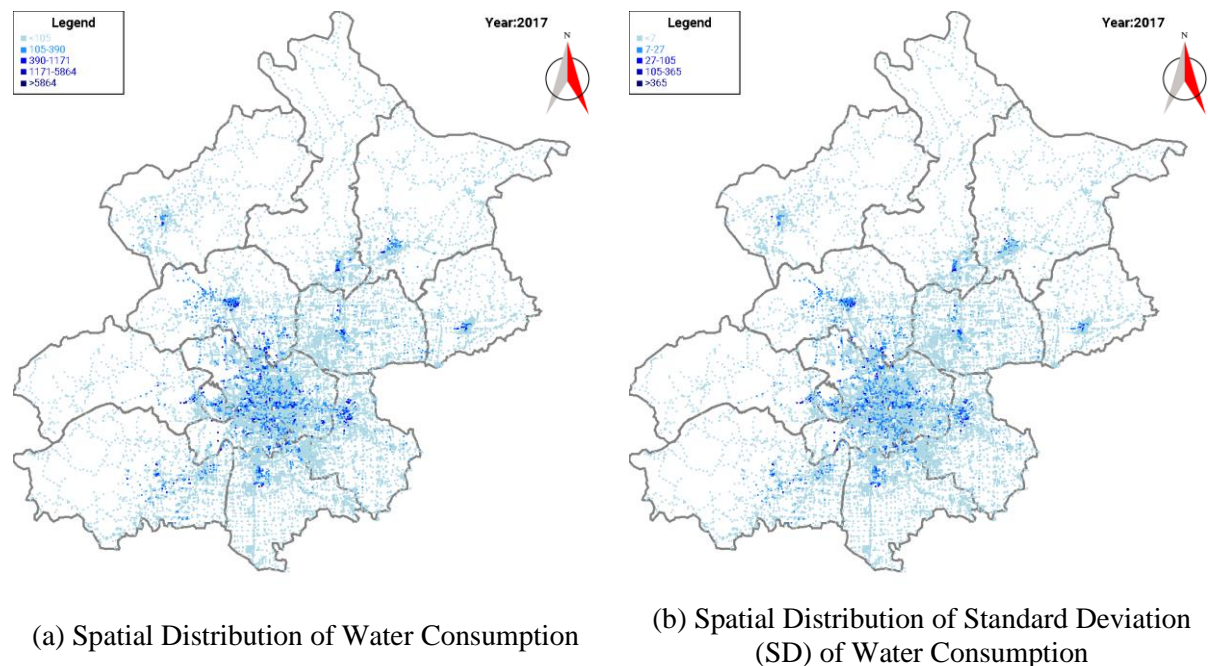 Legend
<105
105-390
390-1171
1171-5864
>5864
Year:2017
N
(a) Spatial Distribution of Water Consumption
Legend
<7
7-27
27-105
105-365
>365
Year:2017
N
(b) Spatial Distribution of Standard Deviation
(SD) of Water Consumption